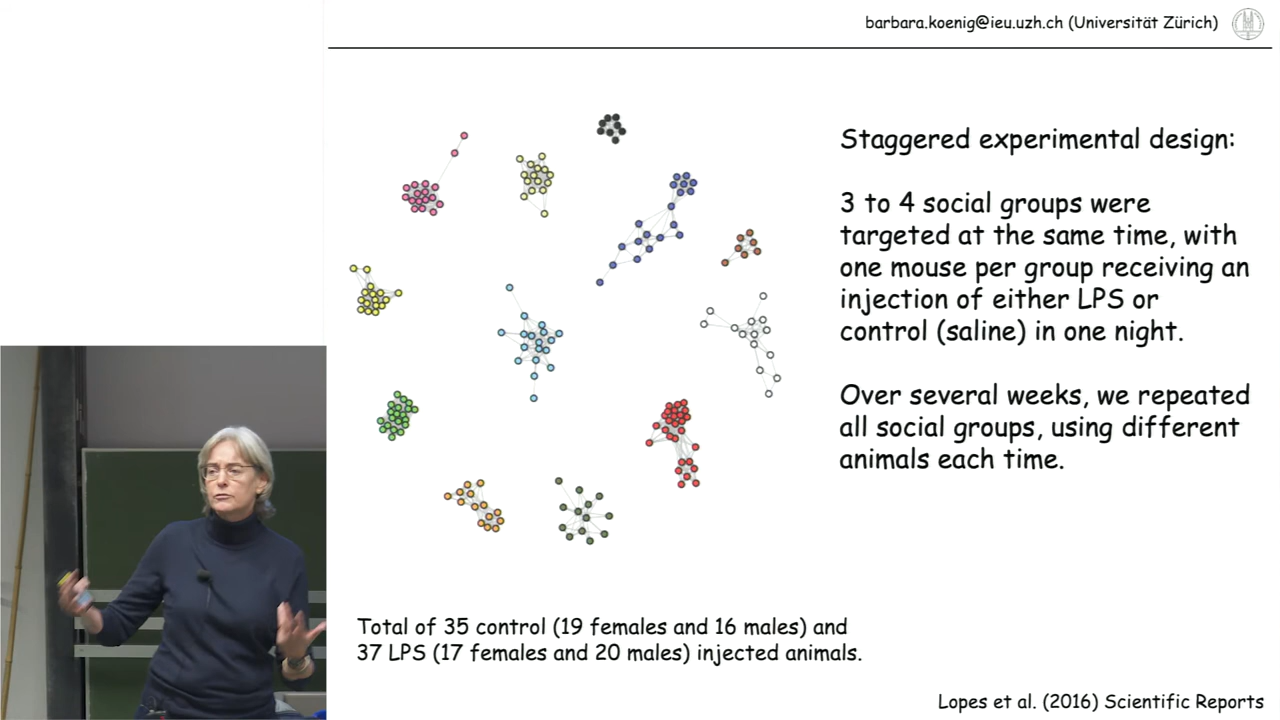 barbara.koenig@ieu.uzh.ch (Universität Zürich)
Staggered experimental design:
3 to 4 social groups were
targeted at the same time, with
one mouse per group receiving an
injection of either LPS or
control (saline) in one night.
Over several weeks, we repeated
all social groups, using different
animals each time.
Total of 35 control (19 females and 16 males) and
37 LPS (17 females and 20 males) injected animals.
Lopes et al. (2016) Scientific Reports